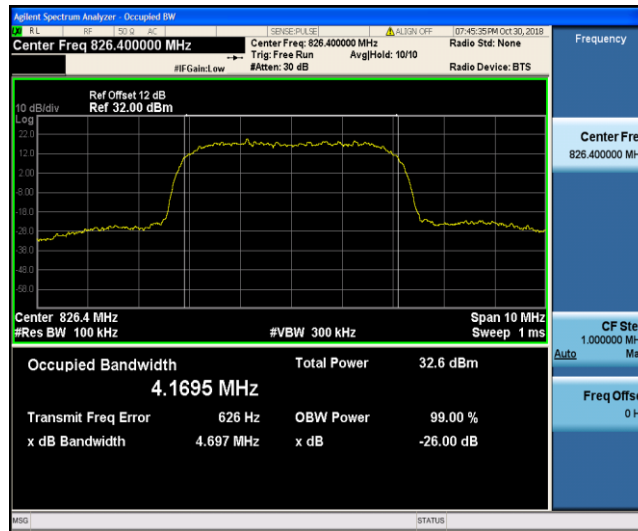 Agilent Spectrum Analyzer - Occupied BW
RL RF 50 Ω AC SENSE:PULSE ALIGN OFF 07:45:35PM Oct 30, 2018
Center Freq 826.400000 MHz
Center Freq: 826.400000 MHz
Radio Std: None
Trig: Free Run Avg|Hold: 10/10
#IFGain:Low #Atten: 30 dB Radio Device: BTS
Frequency
Ref Offset 12 dB
10 dB/div Ref 32.00 dBm
Log
22.0
12.0
2.00
-8.00
-18.0
-28.0
-38.0
-48.0
-58.0
Center 826.4 MHz Span 10 MHz
#Res BW 100 kHz #VBW 300 kHz Sweep 1 ms
Center Fre
826.400000 MH
CF Ste
1.000000 MH
Auto Ma
Freq Offse
0 H
Occupied Bandwidth Total Power 32.6 dBm
4.1695 MHz
Transmit Freq Error 626 Hz OBW Power 99.00 %
x dB Bandwidth 4.697 MHz x dB -26.00 dB
MSG STATUS